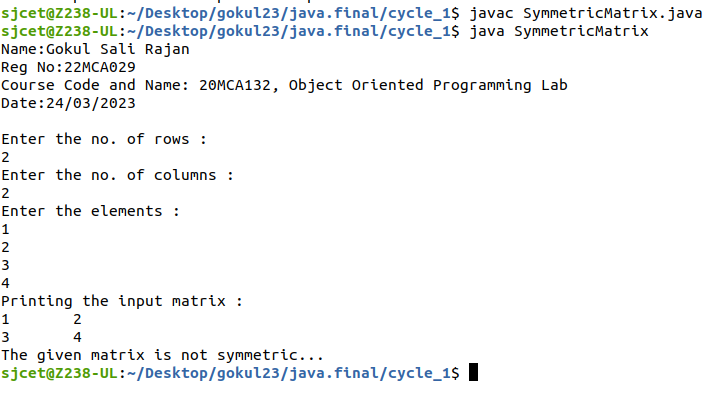 sjcet@Z238-UL:~/Desktop/gokul23/java.final/cycle_1$ javac SymmetricMatrix.java
sjcet@Z238-UL:~/Desktop/gokul23/java.final/cycle_1$ java SymmetricMatrix
Name:Gokul Sali Rajan
Reg No:22MCA029
Course Code and Name: 20MCA132, Object Oriented Programming Lab
Date:24/03/2023
Enter the no. of rows :
2
Enter the no. of columns :
2
Enter the elements :
1
2
3
4
Printing the input matrix :
1 2
3 4
The given matrix is not symmetric...
sjcet@Z238-UL:~/Desktop/gokul23/java.final/cycle_1$